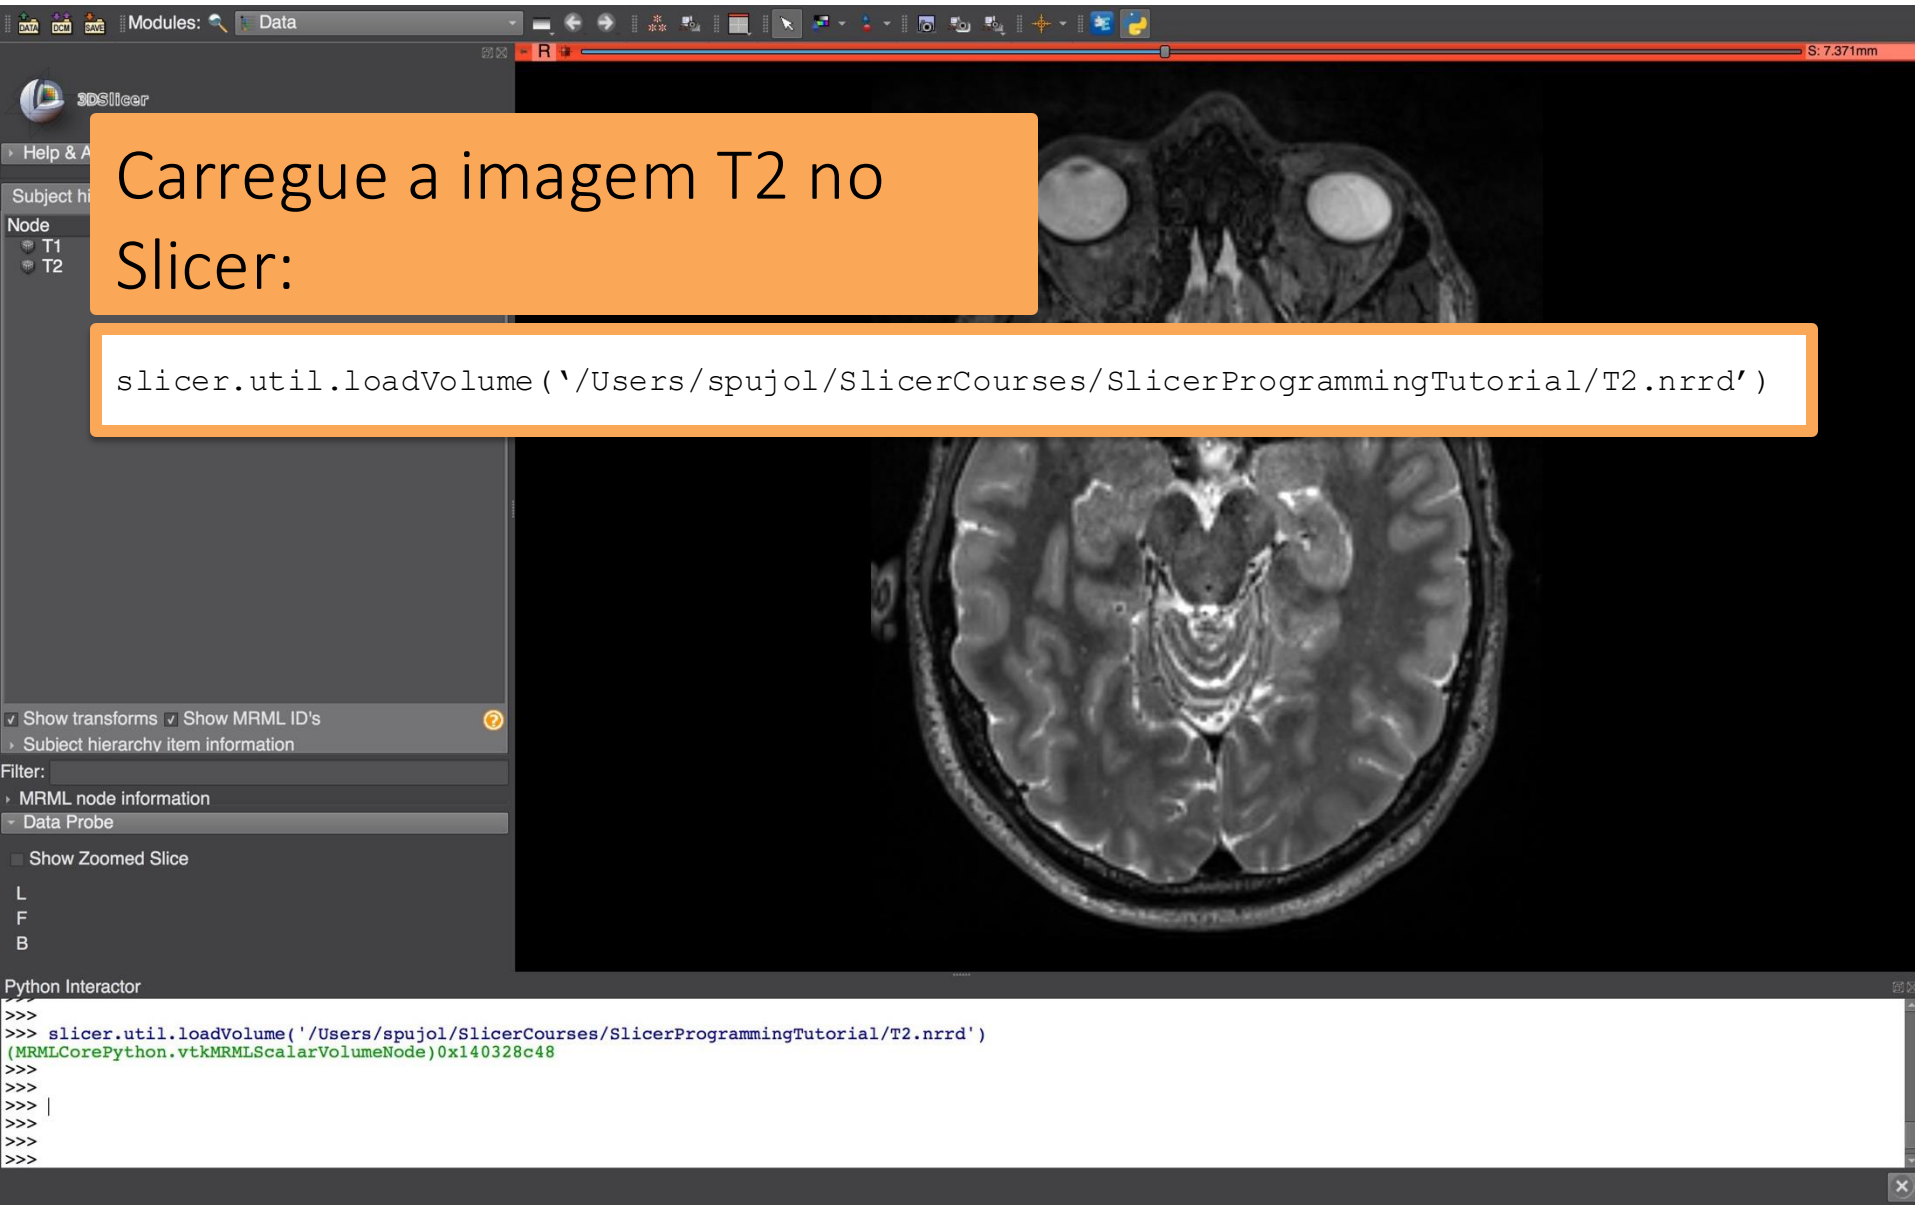 DATA DCM SAVE Modules: Data
R S: 7.371mm
3DSlicer
Help & A
Carregue a imagem T2 no
Slicer:
Subject hi
Node
T1
T2
slicer.util.loadVolume(‘/Users/spujol/SlicerCourses/SlicerProgrammingTutorial/T2.nrrd’)
Show transforms Show MRML ID's
Subject hierarchy item information
Filter:
MRML node information
Data Probe
Show Zoomed Slice
L
F
B
Python Interactor
>>>
>>>
>>> slicer.util.loadVolume('/Users/spujol/SlicerCourses/SlicerProgrammingTutorial/T2.nrrd')
(MRMLCorePython.vtkMRMLScalarVolumeNode)0x140328c48
>>>
>>>
>>>
>>>
>>>
>>>